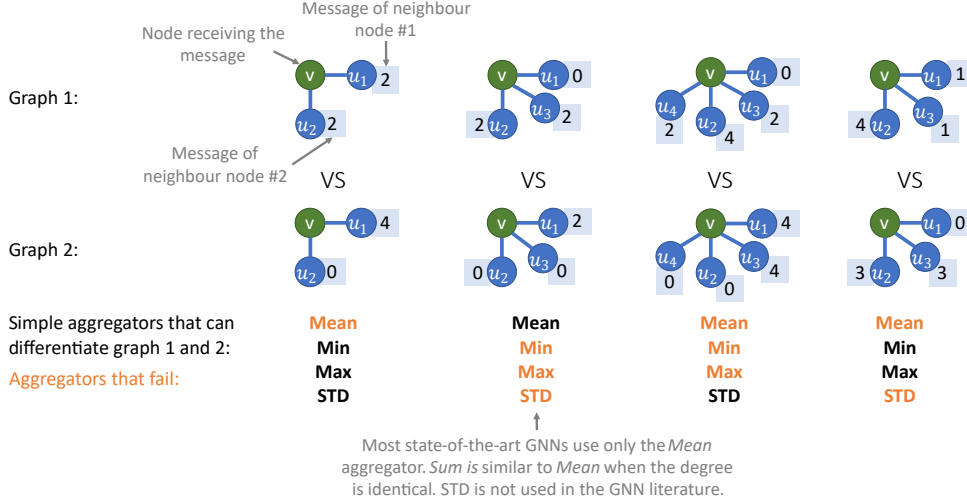 Message of neighbour
node #1
Node receiving the
message
Graph 1:
v u₁ 2
u₂ 2
v u₁ 0
u₃ 2
2 u₂
v u₁ 0
u₄ u₃ 2
2 u₂
4
v u₁ 1
u₃
4 u₂ 1
Message of
neighbour node #2
VS VS VS VS
Graph 2:
v u₁ 4
u₂ 0
v u₁ 2
u₃
0 u₂ 0
v u₁ 4
u₄ u₃ 4
0 u₂
0
v u₁ 0
u₃
3 u₂ 3
Simple aggregators that can
differentiate graph 1 and 2:
Aggregators that fail:
Mean Mean Mean Mean
Min Min Min Min
Max Max Max Max
STD STD STD STD
Most state-of-the-art GNNs use only the Mean
aggregator. Sum is similar to Mean when the degree
is identical. STD is not used in the GNN literature.